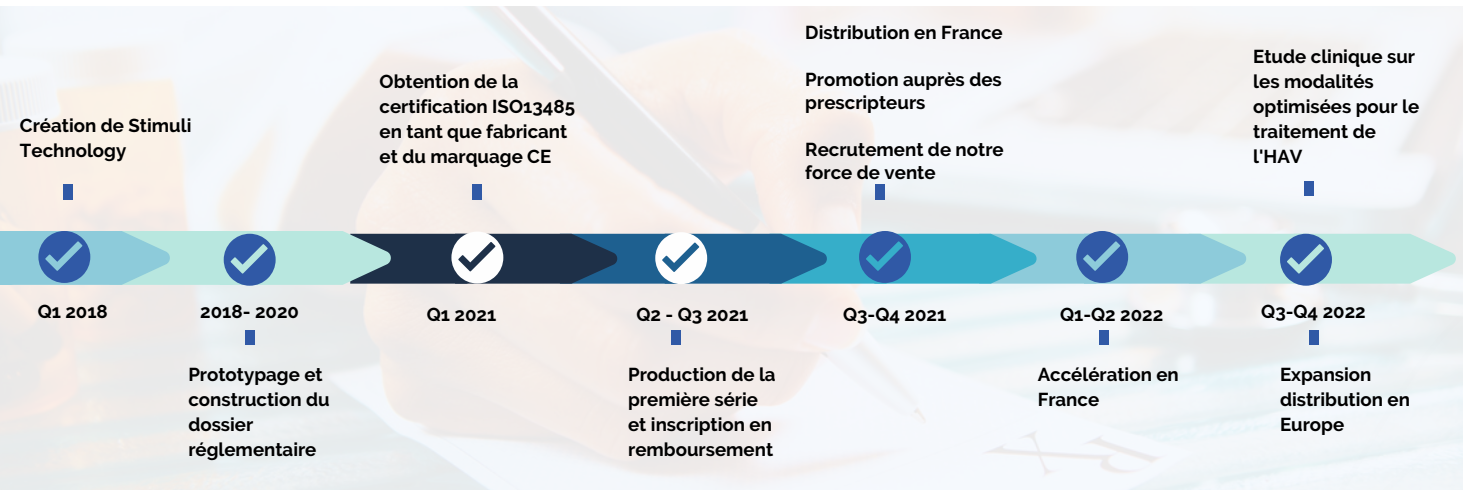 Création de Stimuli
Technology
Q1 2018
2018- 2020
Prototypage et
construction du
dossier
réglementaire
Obtention de la
certification ISO13485
en tant que fabricant
et du marquage CE
Q1 2021
Q2 - Q3 2021
Production de la
première série
et inscription en
remboursement
Distribution en France
Promotion auprès des
prescripteurs
Recrutement de notre
force de vente
Q3-Q4 2021
Q1-Q2 2022
Accélération en
France
Etude clinique sur
les modalités
optimisées pour le
traitement de
l'HAV
Q3-Q4 2022
Expansion
distribution en
Europe